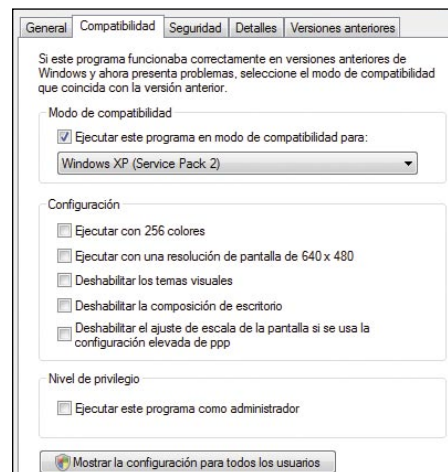 General Compatibilidad Seguridad Detalles Versiones anteriores
Si este programa funcionaba correctamente en versiones anteriores de
Windows y ahora presenta problemas, seleccione el modo de compatibilidad
que coincida con la versión anterior.
Modo de compatibilidad
Ejecutar este programa en modo de compatibilidad para:
Windows XP (Service Pack 2)
Configuración
Ejecutar con 256 colores
Ejecutar con una resolución de pantalla de 640 x 480
Deshabilitar los temas visuales
Deshabilitar la composición de escritorio
Deshabilitar el ajuste de escala de la pantalla si se usa la
configuración elevada de ppp
Nivel de privilegio
Ejecutar este programa como administrador
Mostrar la configuración para todos los usuarios